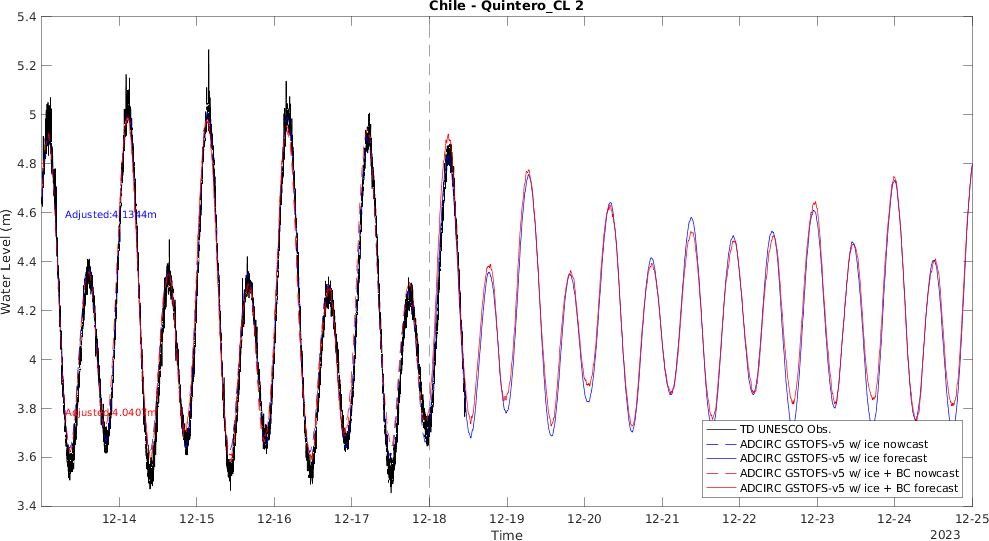 Chile - Quintero_CL 2
5.4
5.2
5
4.8
4.6
4.4
4.2
4
3.8
3.6
3.4
Water Level (m)
Adjusted:4.1344m
Adjusted:4.0407m
TD UNESCO Obs.
ADCIRC GSTOFS-v5 w/ ice nowcast
ADCIRC GSTOFS-v5 w/ ice forecast
ADCIRC GSTOFS-v5 w/ ice + BC nowcast
ADCIRC GSTOFS-v5 w/ ice + BC forecast
12-14 12-15 12-16 12-17 12-18 12-19 12-20 12-21 12-22 12-23 12-24 12-25
Time
2023